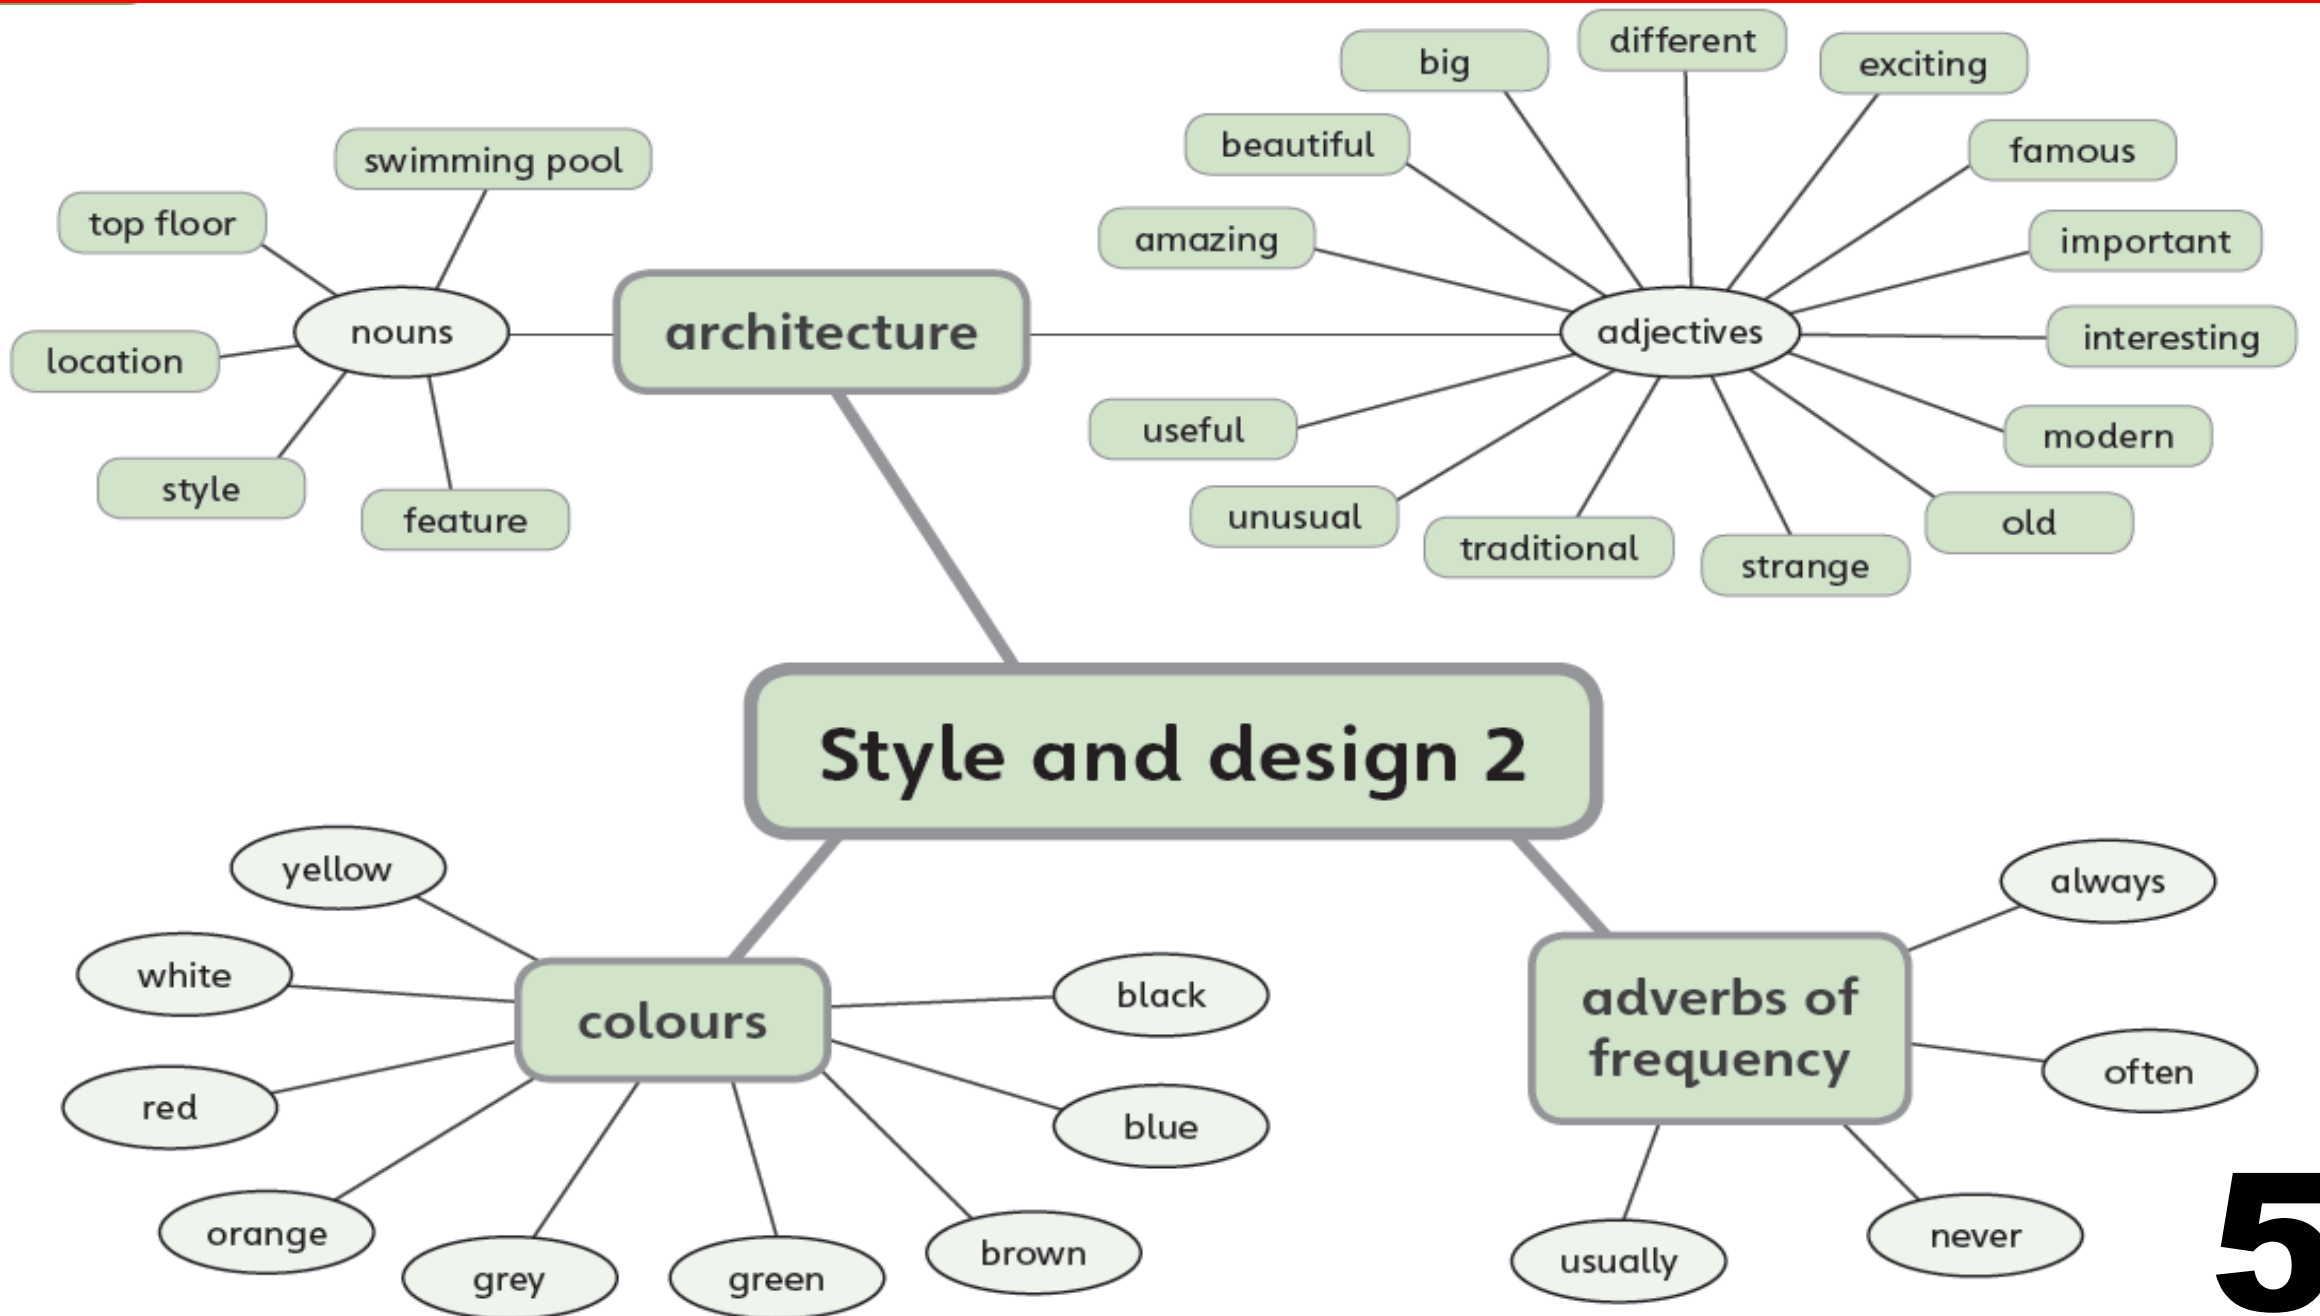 different
big
exciting
beautiful
famous
swimming pool
top floor
amazing
important
nouns
architecture
adjectives
interesting
location
useful
modern
style
feature
unusual
traditional
strange
old
Style and design 2
yellow
always
white
black
colours
adverbs of
frequency
often
red
blue
orange
grey
green
brown
usually
never
5